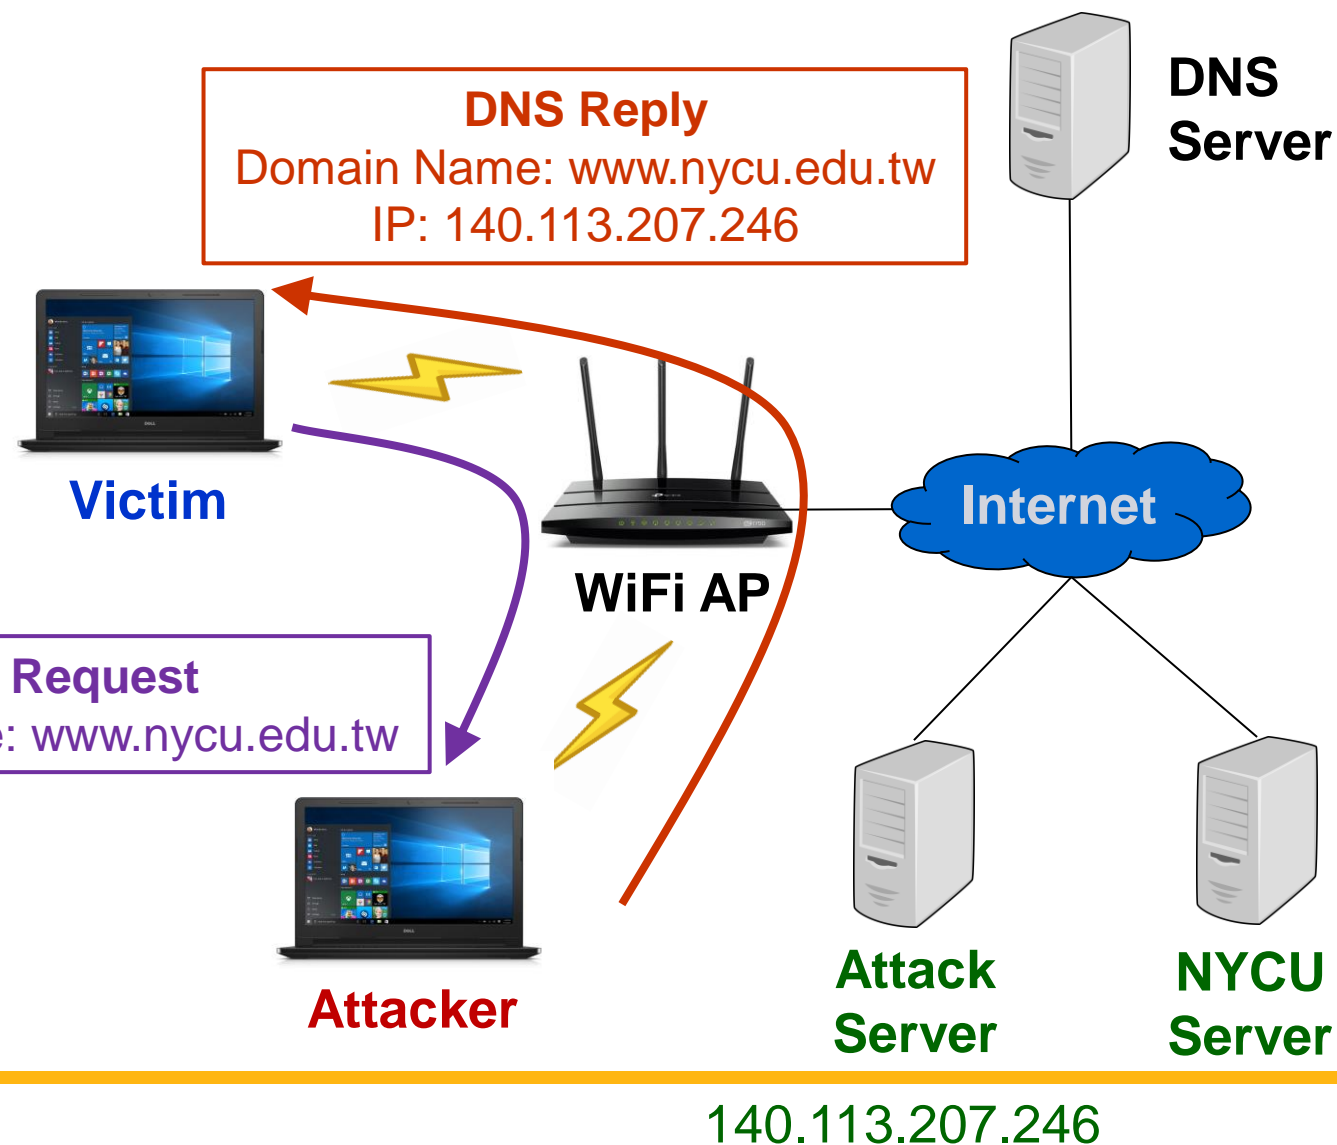 DNS
Server
DNS Reply
Domain Name: www.nycu.edu.tw
IP: 140.113.207.246
Victim
Internet
WiFi AP
Request
e: www.nycu.edu.tw
Attacker
Attack
Server
NYCU
Server
140.113.207.246